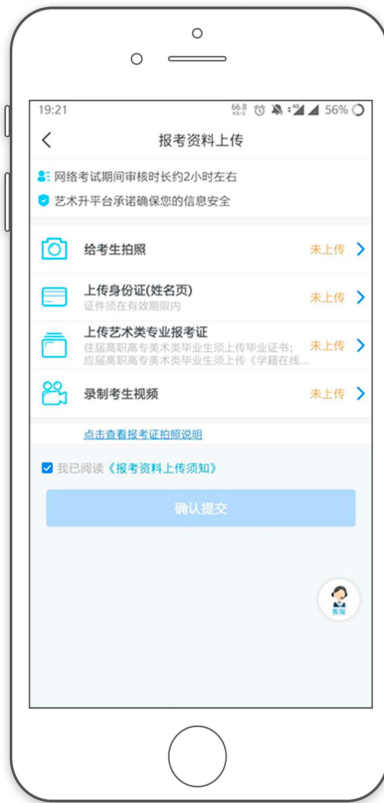 19:21
66.8 KB/S 4G 56%
报考资料上传
网络考试期间审核时长约2小时左右
艺术升平台承诺确保您的信息安全
给考生拍照 未上传
上传身份证(姓名页) 未上传
证件须在有效期限内
上传艺术类专业报考证 未上传
往届高职高专美术类毕业生须上传毕业证书;
应届高职高专美术类毕业生须上传《学籍在线...
录制考生视频 未上传
点击查看报考证拍照说明
我已阅读《报考资料上传须知》
确认提交
客服